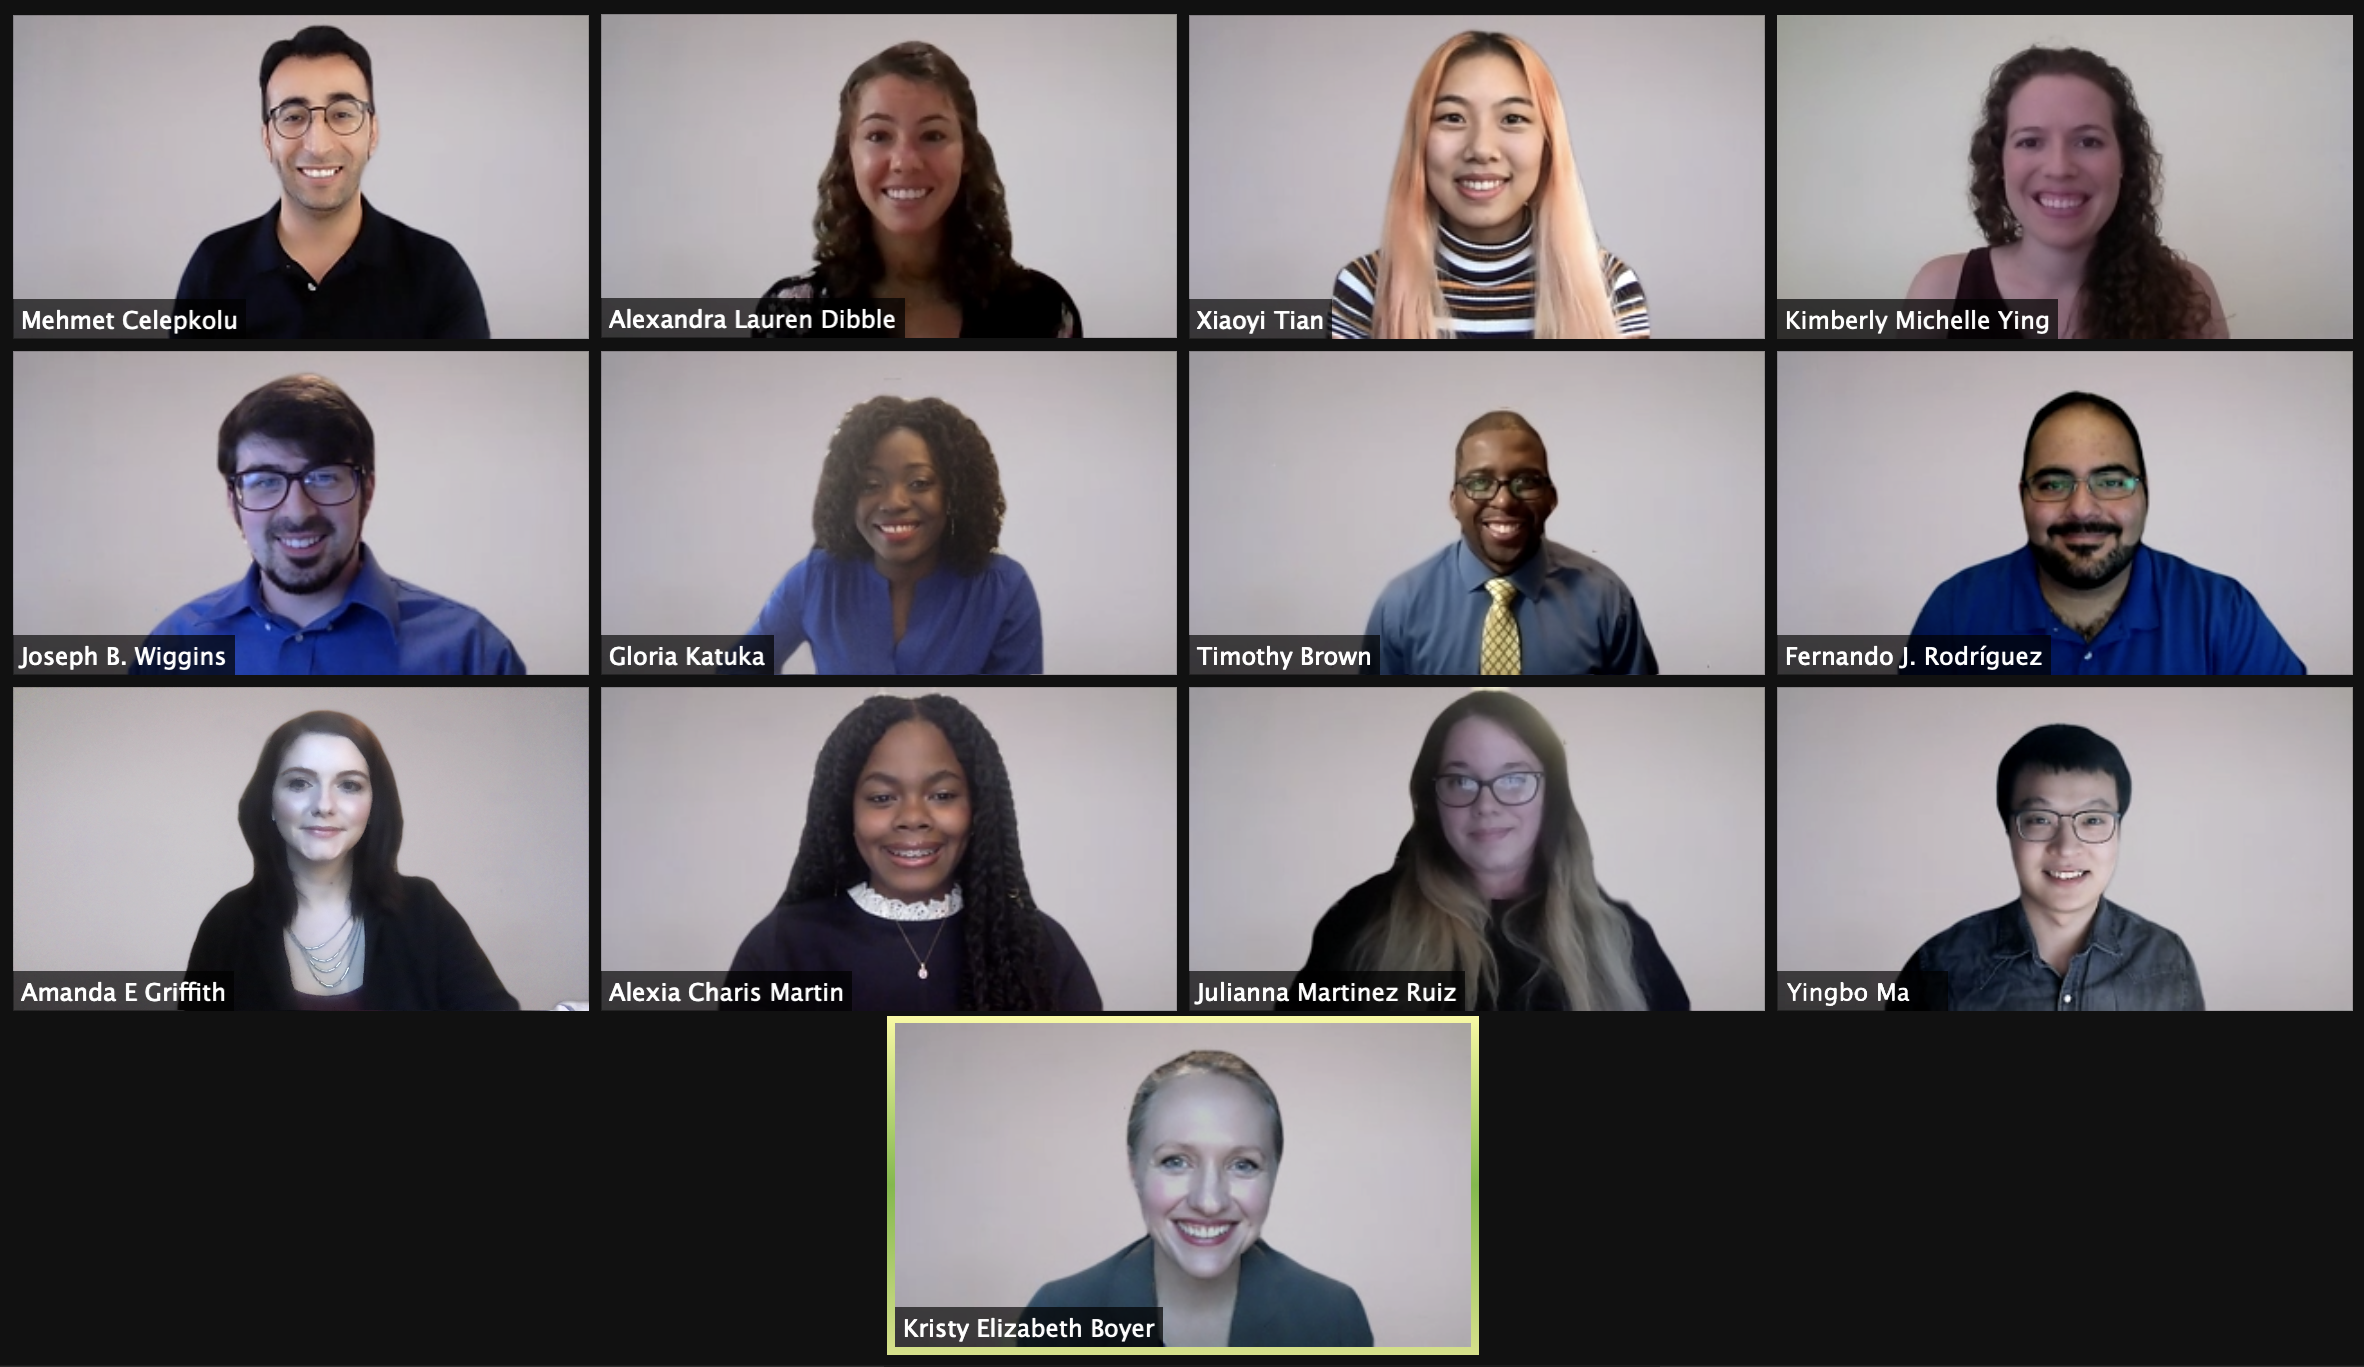 Mehmet Celepkolu
Alexandra Lauren Dibble
Xiaoyi Tian
Kimberly Michelle Ying
Joseph B. Wiggins
Gloria Katuka
Timothy Brown
Fernando J. Rodríguez
Amanda E Griffith
Alexia Charis Martin
Julianna Martinez Ruiz
Yingbo Ma
Kristy Elizabeth Boyer